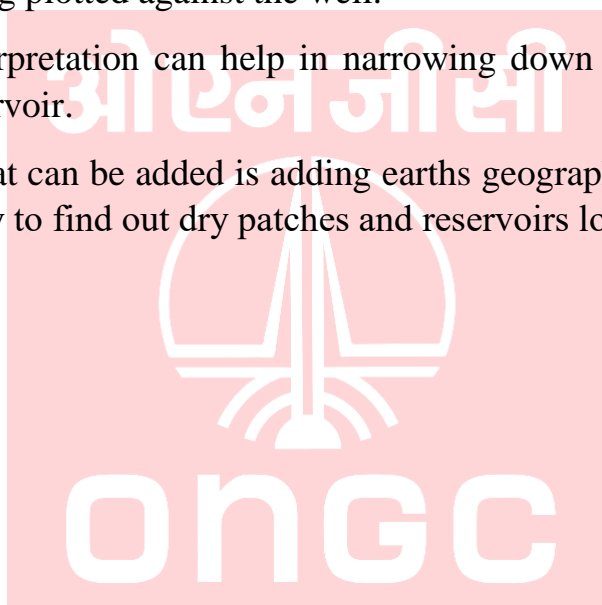 g plotted against the well.
rpretation can help in narrowing down
ओएनजीसी
rvoir.
at can be added is adding earths geograp
to find out dry patches and reservoirs lo
ongc